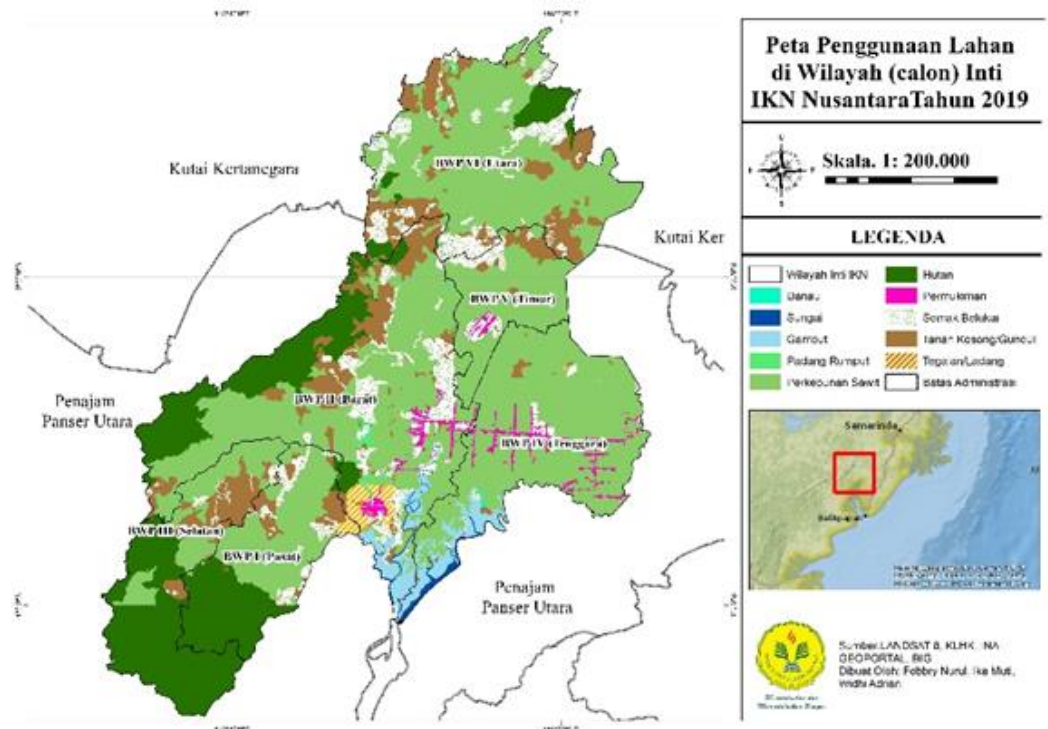 Peta Penggunaan Lahan
di Wilayah (calon) Inti
IKN NusantaraTahun 2019
Skala. 1: 200.000
LEGENDA
Wilayah Inti IKN
Danau
Sungai
Gambut
Padang Rumput
Perkebunan Sawit
Hutan
Permukiman
Semak Belukar
Tanah Kosong/Gundul
Tegalan/Ladang
Batas Administrasi
Kutai Kertanegara
Kutai Ker
BWP VI (Utara)
BWP V (Timur)
BWP II (Barat)
Penajam
Panser Utara
BWP IV (Tenggara)
BWP III (Selatan)
BWP I (Pusat)
Penajam
Panser Utara
Samarinda
Balikpapan
Sumber:LANDSAT 8, KLHK, INA
GEOPORTAL, BIG
Dibuat Oleh: Febbry Nurul, Ika Muti,
Widhi Adrian